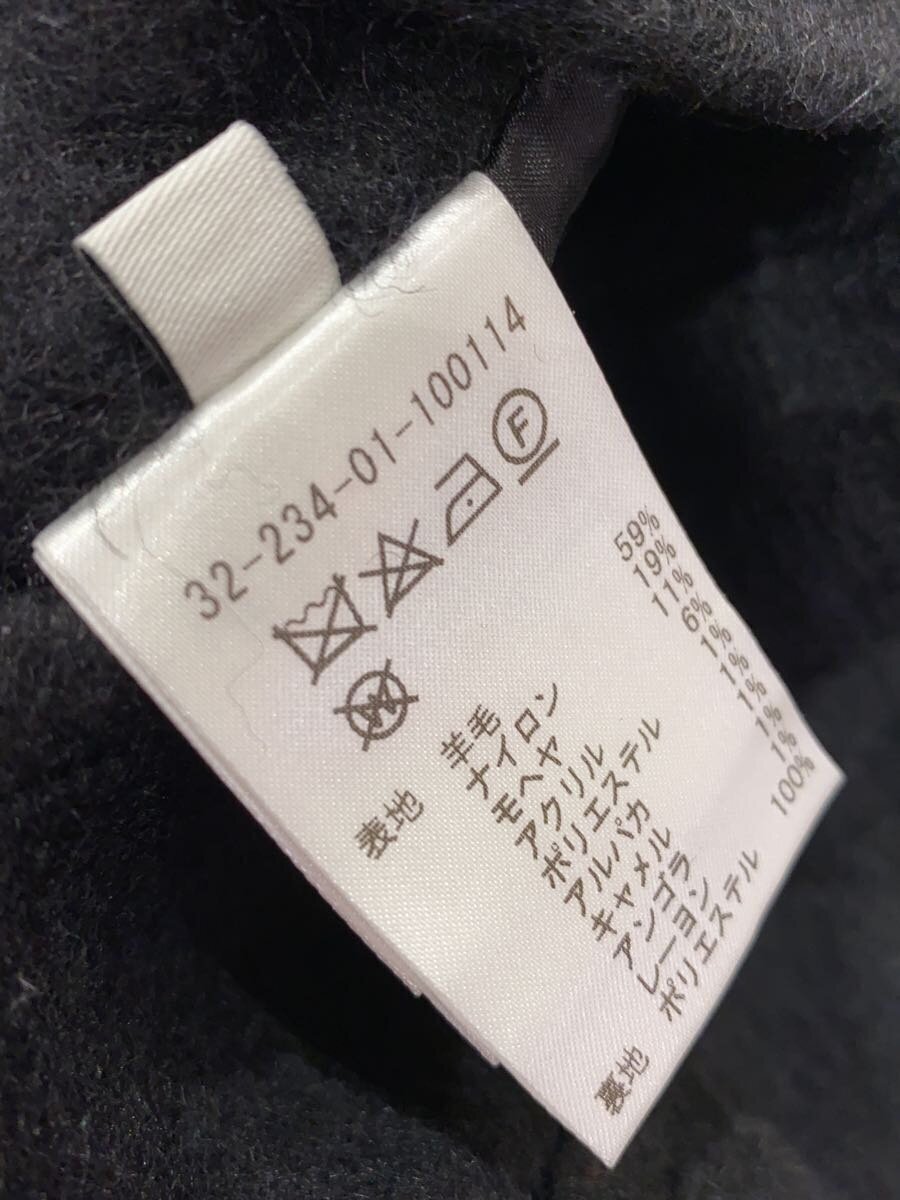 32-234-01-100114
F
W
表地 羊毛 59%
ナイロン 19%
モヘヤ 11%
アクリル 6%
ポリエステル 1%
アルパカ 1%
キャメル 1%
アンゴラ 1%
レーヨン 1%
裏地 ポリエステル 100%